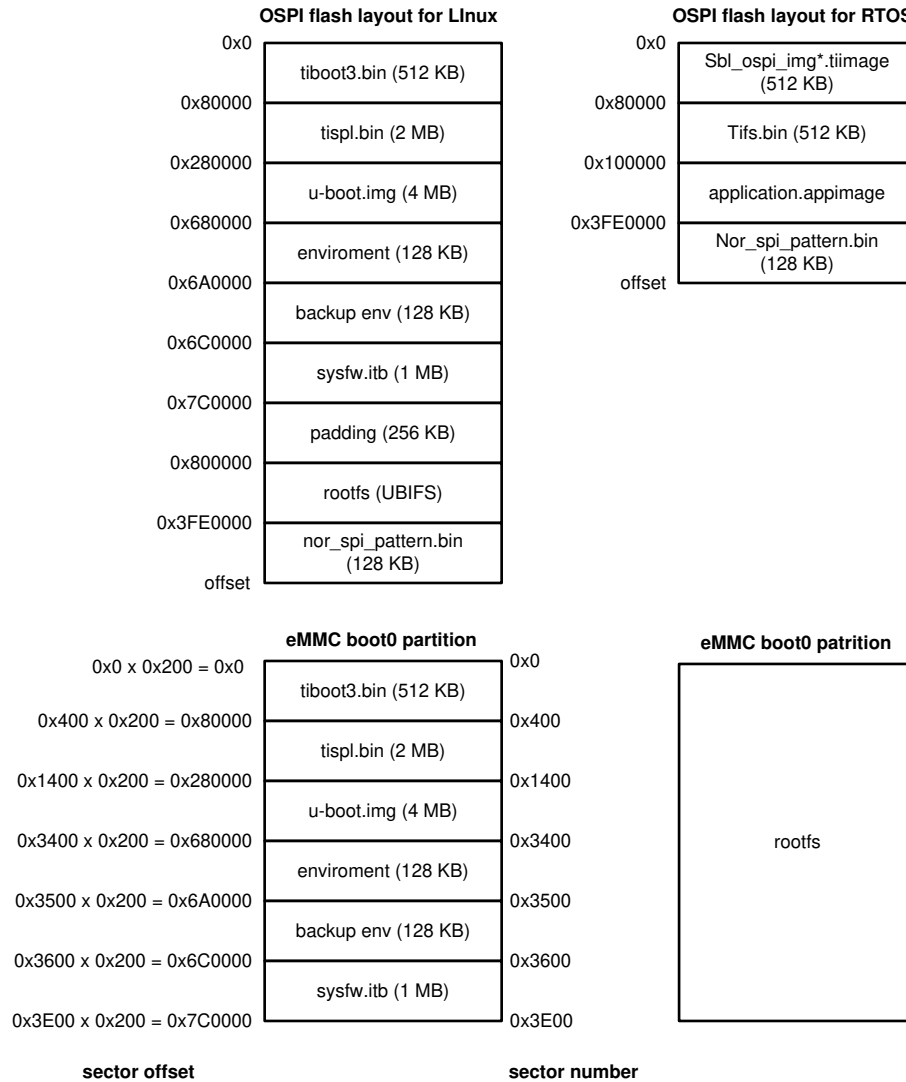 OSPI flash layout for LInux
0x0
tiboot3.bin (512 KB)
0x80000
tispl.bin (2 MB)
0x280000
u-boot.img (4 MB)
0x680000
enviroment (128 KB)
0x6A0000
backup env (128 KB)
0x6C0000
sysfw.itb (1 MB)
0x7C0000
padding (256 KB)
0x800000
rootfs (UBIFS)
0x3FE0000
nor_spi_pattern.bin
(128 KB)
offset
OSPI flash layout for RTOS
0x0
Sbl_ospi_img*.tiimage
(512 KB)
0x80000
Tifs.bin (512 KB)
0x100000
application.appimage
0x3FE0000
Nor_spi_pattern.bin
(128 KB)
offset
eMMC boot0 partition
0x0 x 0x200 = 0x0
0x0
tiboot3.bin (512 KB)
0x400 x 0x200 = 0x80000
0x400
tispl.bin (2 MB)
0x1400 x 0x200 = 0x280000
0x1400
u-boot.img (4 MB)
0x3400 x 0x200 = 0x680000
0x3400
enviroment (128 KB)
0x3500 x 0x200 = 0x6A0000
0x3500
backup env (128 KB)
0x3600 x 0x200 = 0x6C0000
0x3600
sysfw.itb (1 MB)
0x3E00 x 0x200 = 0x7C0000
0x3E00
sector offset
sector number
eMMC boot0 patrition
rootfs